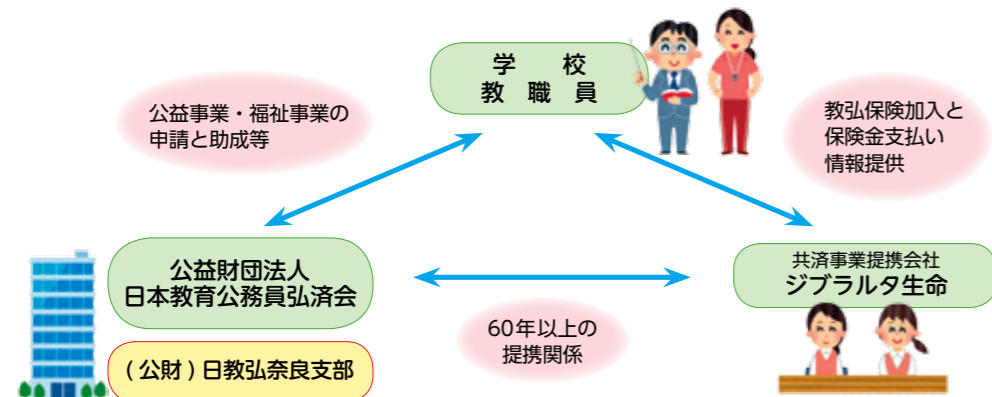 学　校
教　職　員
公益事業・福祉事業の
申請と助成等
教弘保険加入と
保険金支払い
情報提供
公益財団法人
日本教育公務員弘済会
(公財)日教弘奈良支部
60年以上の
提携関係
共済事業提携会社
ジブラルタ生命